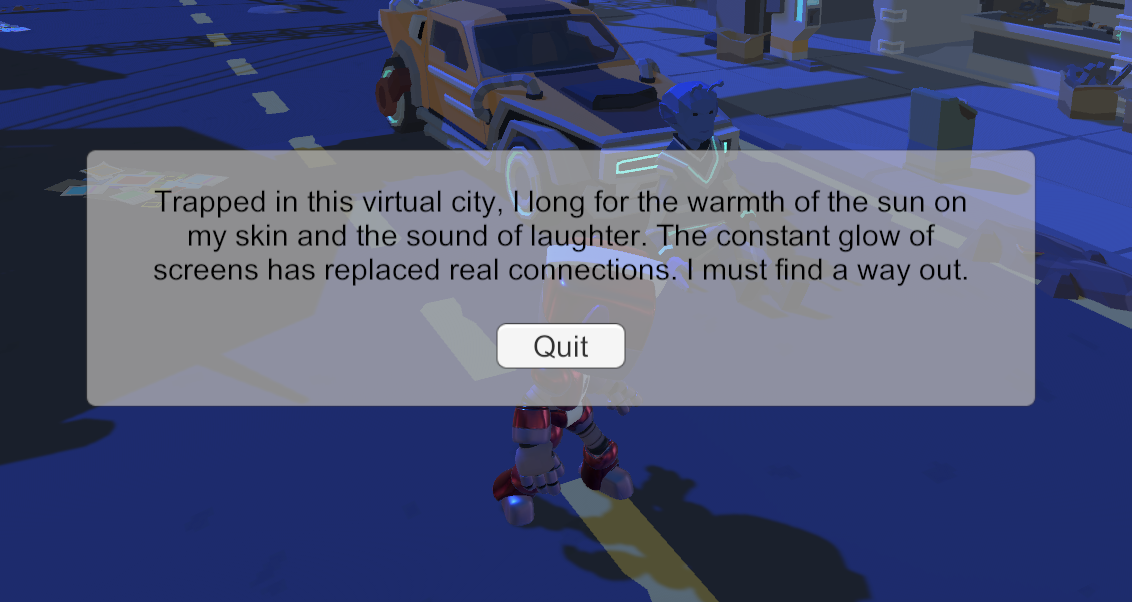 Trapped in this virtual city, I long for the warmth of the sun on
my skin and the sound of laughter. The constant glow of
screens has replaced real connections. I must find a way out.
Quit